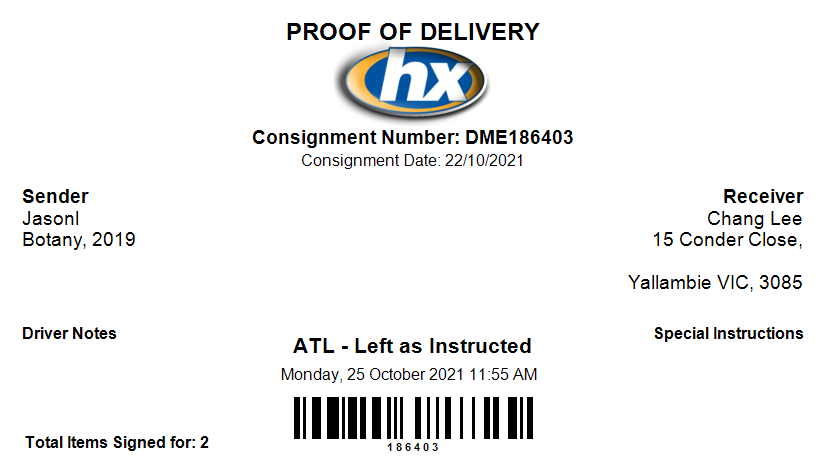 PROOF OF DELIVERY
hx
Consignment Number: DME186403
Consignment Date: 22/10/2021
Sender
JasonI
Botany, 2019
Receiver
Chang Lee
15 Conder Close,
Yallambie VIC, 3085
Driver Notes
ATL - Left as Instructed
Monday, 25 October 2021 11:55 AM
Special Instructions
186403
Total Items Signed for: 2